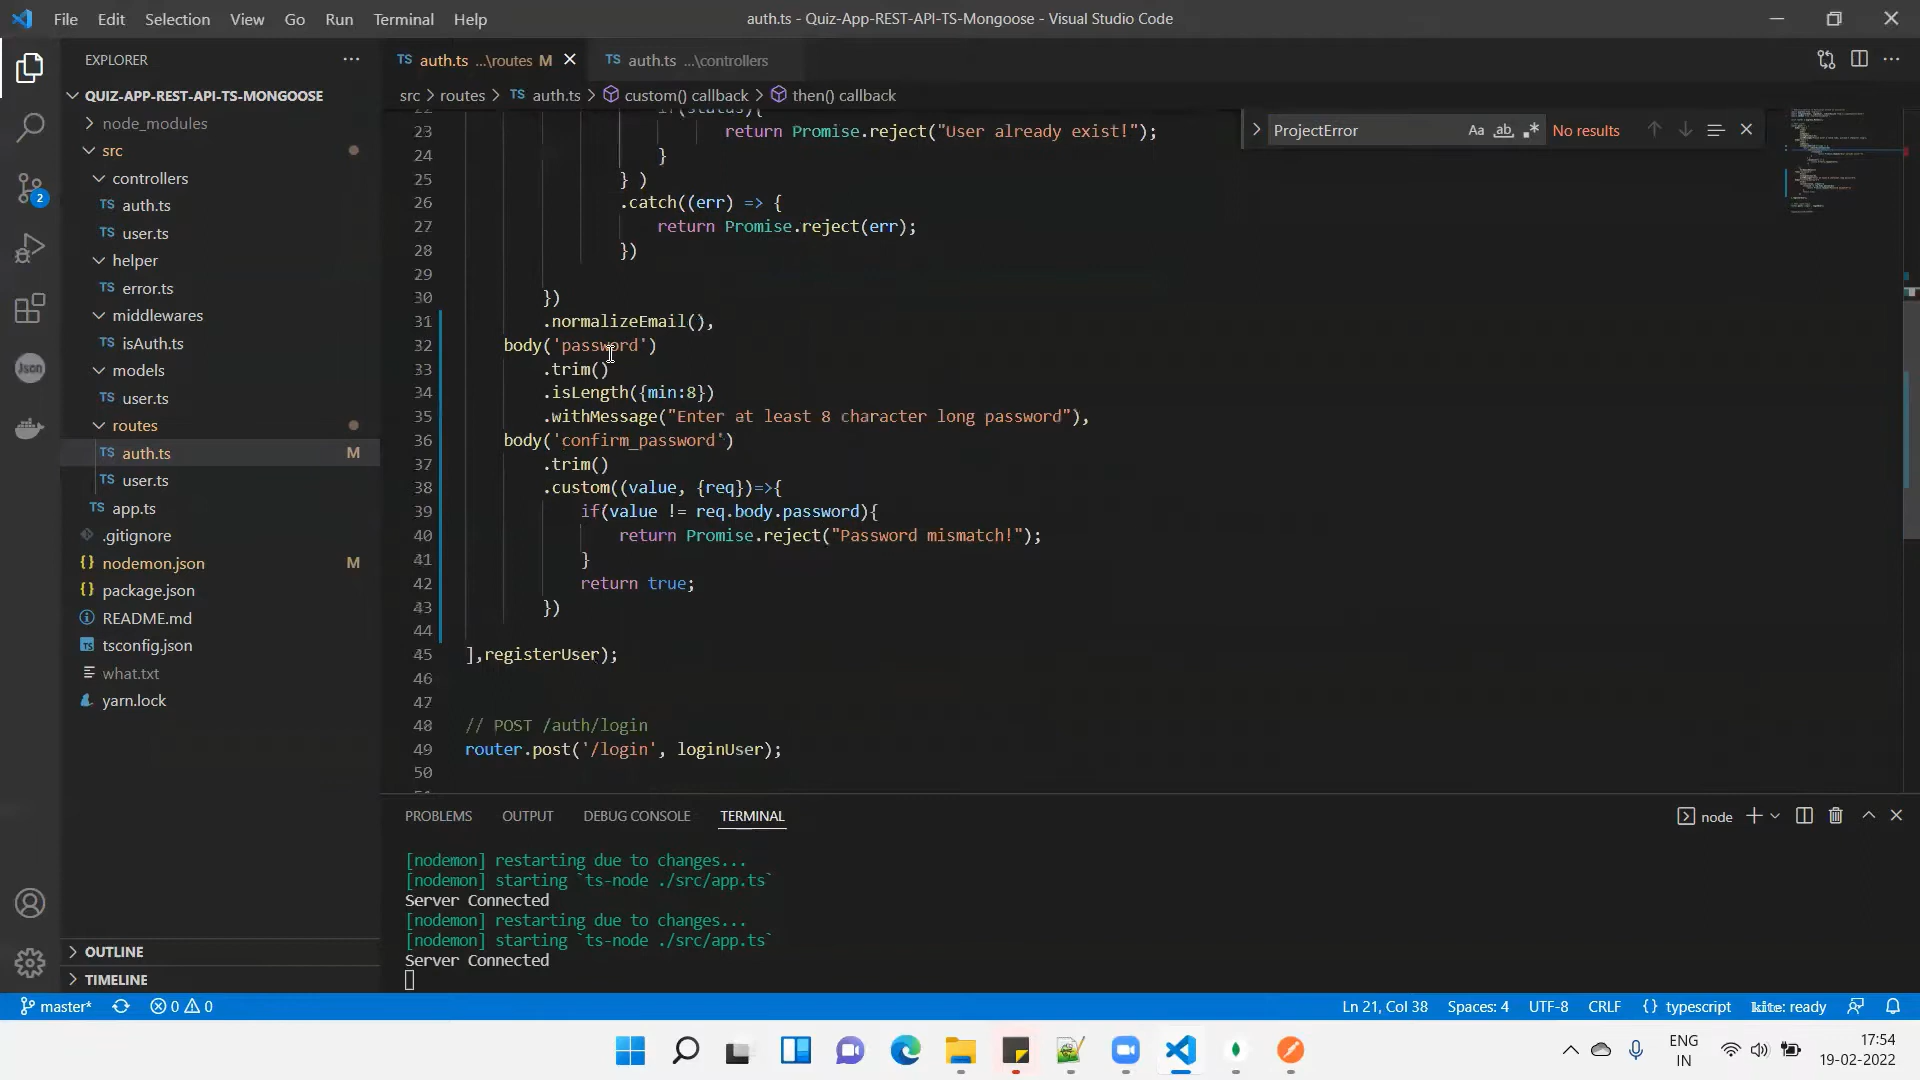 File Edit Selection View Go Run Terminal Help
auth.ts - Quiz-App-REST-API-TS-Mongoose - Visual Studio Code
EXPLORER
QUIZ-APP-REST-API-TS-MONGOOSE
node_modules
src
controllers
TS auth.ts
TS user.ts
helper
TS error.ts
middlewares
TS isAuth.ts
models
TS user.ts
routes
TS auth.ts M
TS user.ts
TS app.ts
.gitignore
{} nodemon.json M
{} package.json
README.md
tsconfig.json
what.txt
yarn.lock
OUTLINE
TIMELINE
2
Json
TS auth.ts ...\routes M
TS auth.ts ...\controllers
src > routes > TS auth.ts > custom() callback > then() callback
ProjectError Aa ab No results
if(status){
23 return Promise.reject("User already exist!");
24 }
25 } )
26 .catch((err) => {
27 return Promise.reject(err);
28 })
29
30 })
31 .normalizeEmail(),
32 body('password')
33 .trim()
34 .isLength({min:8})
35 .withMessage("Enter at least 8 character long password"),
36 body('confirm_password')
37 .trim()
38 .custom((value, {req})=>{
39 if(value != req.body.password){
40 return Promise.reject("Password mismatch!");
41 }
42 return true;
43 })
44
45 ],registerUser);
46
47
48 // POST /auth/login
49 router.post('/login', loginUser);
50
PROBLEMS OUTPUT DEBUG CONSOLE TERMINAL
node
[nodemon] restarting due to changes...
[nodemon] starting `ts-node ./src/app.ts`
Server Connected
[nodemon] restarting due to changes...
[nodemon] starting `ts-node ./src/app.ts`
Server Connected
master* 0 0
Ln 21, Col 38 Spaces: 4 UTF-8 CRLF {} typescript kite: ready
ENG
IN
17:54
19-02-2022